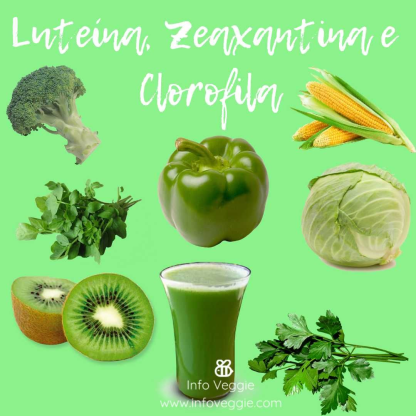 Luteína, Zeaxantina e
Clorofila
Info Veggie
www.infoveggie.com